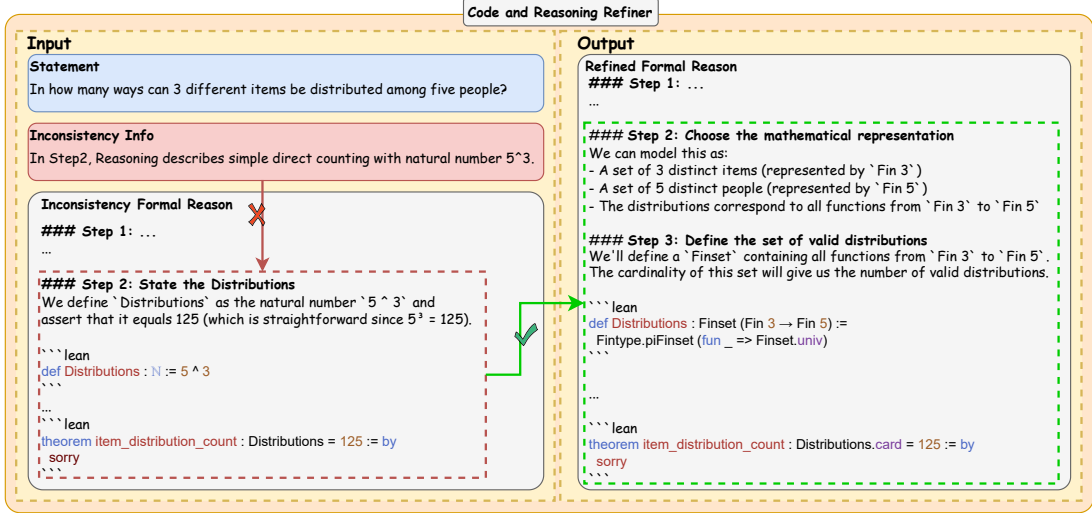 Code and Reasoning Refiner
Input
Statement
In how many ways can 3 different items be distributed among five people?
Inconsistency Info
In Step2, Reasoning describes simple direct counting with natural number 5^3.
Inconsistency Formal Reason
### Step 1: ...
...
### Step 2: State the Distributions
We define `Distributions` as the natural number `5 ^ 3` and
assert that it equals 125 (which is straightforward since 5³ = 125).
```lean
def Distributions : ℕ := 5 ^ 3
```
...
```lean
theorem item_distribution_count : Distributions = 125 := by
sorry
```
Output
Refined Formal Reason
### Step 1: ...
...
### Step 2: Choose the mathematical representation
We can model this as:
- A set of 3 distinct items (represented by `Fin 3`)
- A set of 5 distinct people (represented by `Fin 5`)
- The distributions correspond to all functions from `Fin 3` to `Fin 5`
### Step 3: Define the set of valid distributions
We'll define a `Finset` containing all functions from `Fin 3` to `Fin 5`.
The cardinality of this set will give us the number of valid distributions.
```lean
def Distributions : Finset (Fin 3 → Fin 5) :=
Fintype.piFinset (fun _ => Finset.univ)
```
...
```lean
theorem item_distribution_count : Distributions.card = 125 := by
sorry
```